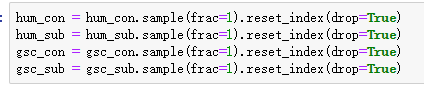 hum_con = hum_con.sample(frac=1).reset_index(drop=True)
hum_sub = hum_sub.sample(frac=1).reset_index(drop=True)
gsc_con = gsc_con.sample(frac=1).reset_index(drop=True)
gsc_sub = gsc_sub.sample(frac=1).reset_index(drop=True)